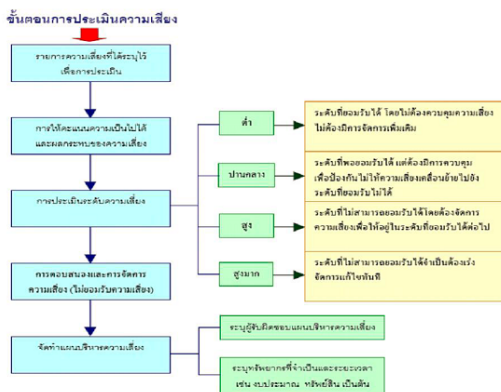 ขั้นตอนการประเมินความเสี่ยง
รายการความเสี่ยงที่ได้ระบุไว้
เพื่อการประเมิน
การให้คะแนนความเป็นไปได้
และผลกระทบของความเสี่ยง
การประเมินระดับความเสี่ยง
การตอบสนองและการจัดการ
ความเสี่ยง (ไม่ยอมรับความเสี่ยง)
จัดทำแผนบริหารความเสี่ยง
ต่ำ
ระดับที่ยอมรับได้ โดยไม่ต้องควบคุมความเสี่ยง
ไม่ต้องมีการจัดการเพิ่มเติม
ปานกลาง
ระดับที่พอยอมรับได้ แต่ต้องมีการควบคุม
เพื่อป้องกันไม่ให้ความเสี่ยงเคลื่อนย้ายไปยัง
ระดับที่ยอมรับไม่ได้
สูง
ระดับที่ไม่สามารถยอมรับได้โดยต้องจัดการ
ความเสี่ยงเพื่อให้อยู่ในระดับที่ยอมรับได้ต่อไป
สูงมาก
ระดับที่ไม่สามารถยอมรับได้จำเป็นต้องเร่ง
จัดการแก้ไขทันที
ระบุผู้รับผิดชอบแผนบริหารความเสี่ยง
ระบุทรัพยากรที่จำเป็นและระยะเวลา
เช่น งบประมาณ ทรัพย์สิน เป็นต้น